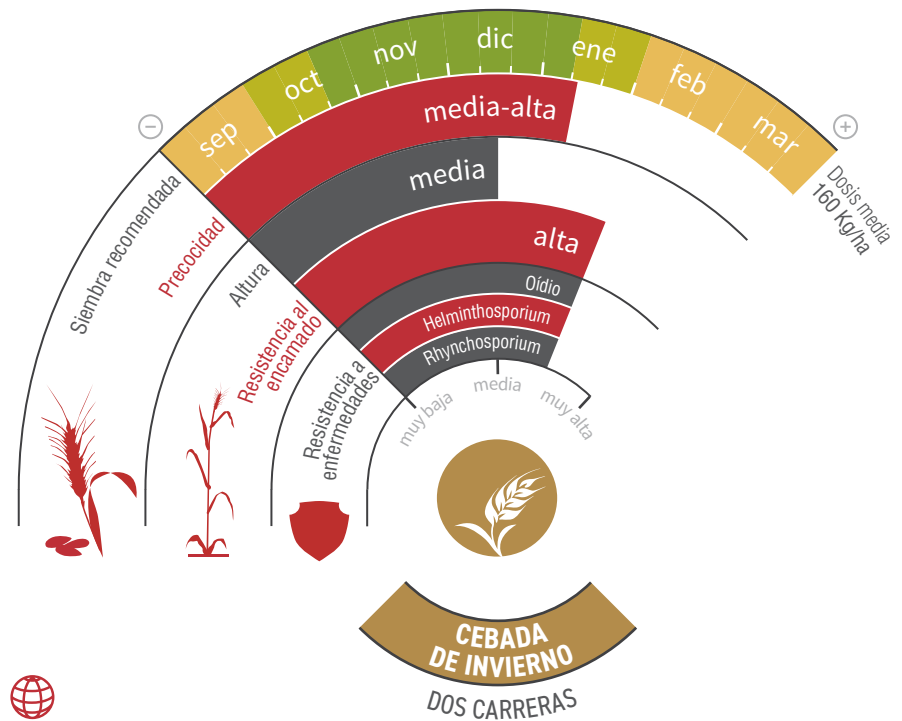 sep
oct
nov
dic
ene
feb
mar
−
+
Siembra recomendada
Dosis media
160 Kg/ha
Precocidad
media-alta
Altura
media
Resistencia al
encamado
alta
Resistencia a
enfermedades
Oídio
Helminthosporium
Rhynchosporium
muy baja
media
muy alta
CEBADA
DE INVIERNO
DOS CARRERAS